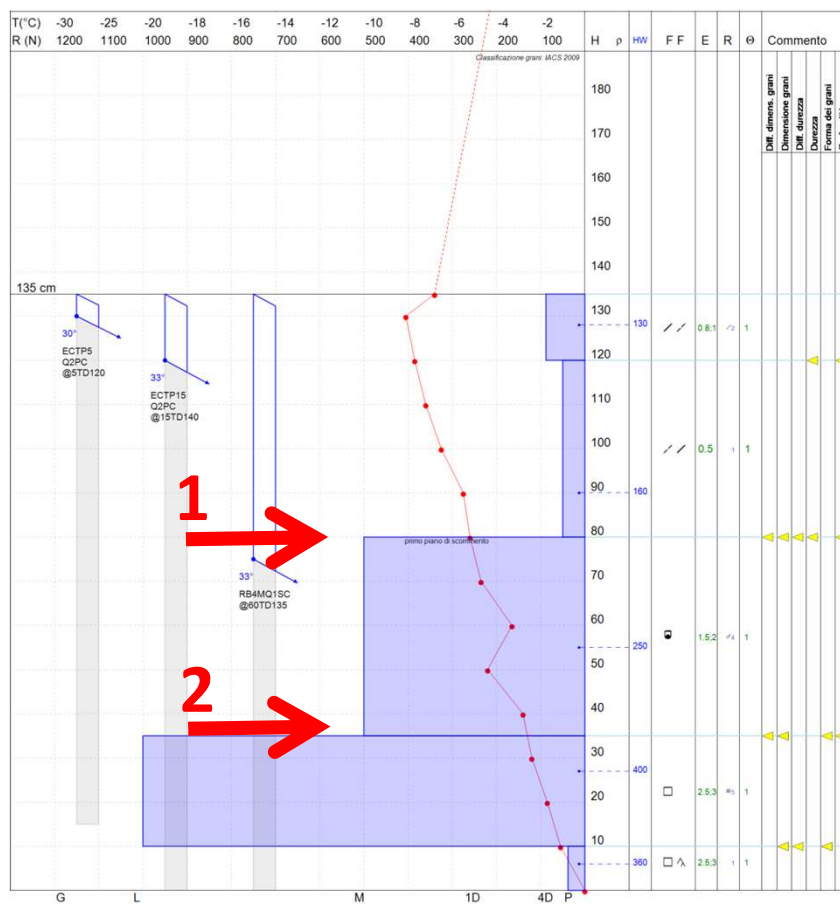 T(°C) -30 -25 -20 -18 -16 -14 -12 -10 -8 -6 -4 -2
R (N) 1200 1100 1000 900 800 700 600 500 400 300 200 100 H ρ HW F F E R Θ Commento
Classificazione grani: IACS 2009
Diff. dimens. grani
Dimensione grani
Diff. durezza
Durezza
Forma dei grani
180
170
160
150
140
135 cm
130
130 0.8;1 2 1
30°
ECTP5
Q2PC
@5TD120
120
33°
ECTP15
Q2PC
@15TD140
110
100 0.5 1 1
90 160
1
80
primo piano di scorrimento
70
33°
RB4MQ1SC
@60TD135
60
1.5;2 4 1
250
50
2
40
30
400
20 2.5;3 5 1
10
360 2.5;3 1 1
G L M 1D 4D P